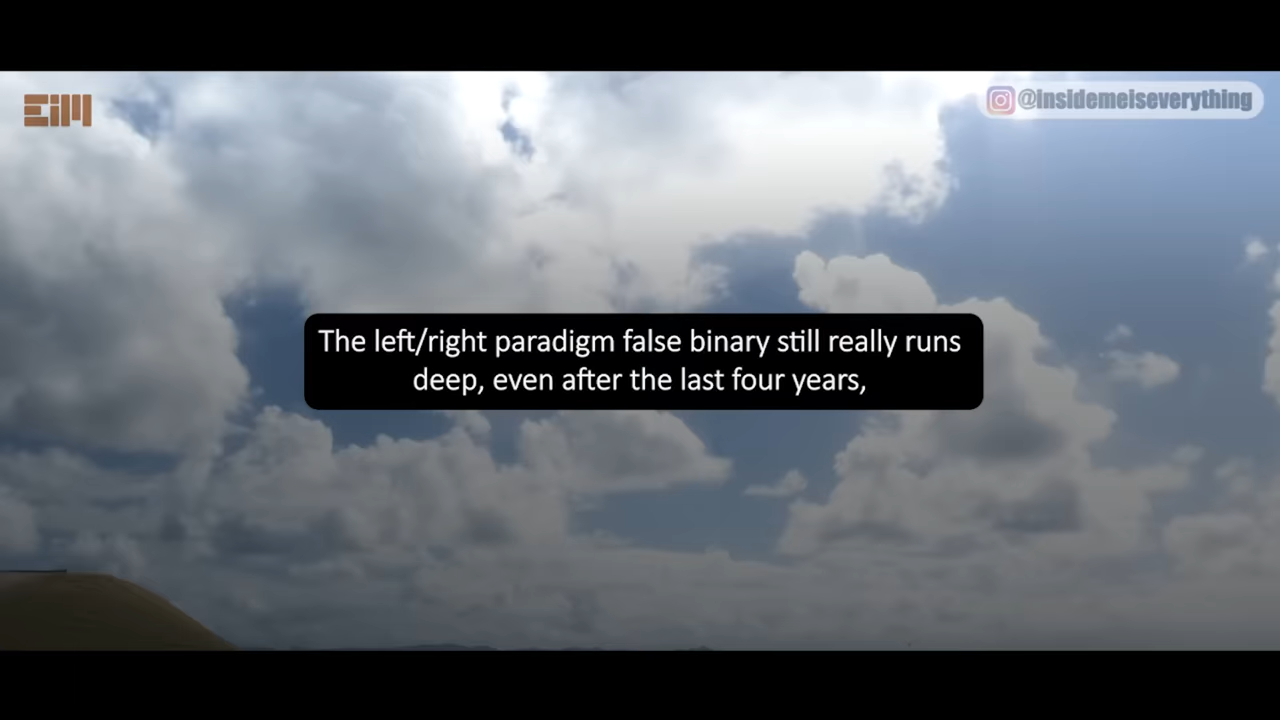 EiM
@Insidemeiseverything
The left/right paradigm false binary still really runs
deep, even after the last four years,